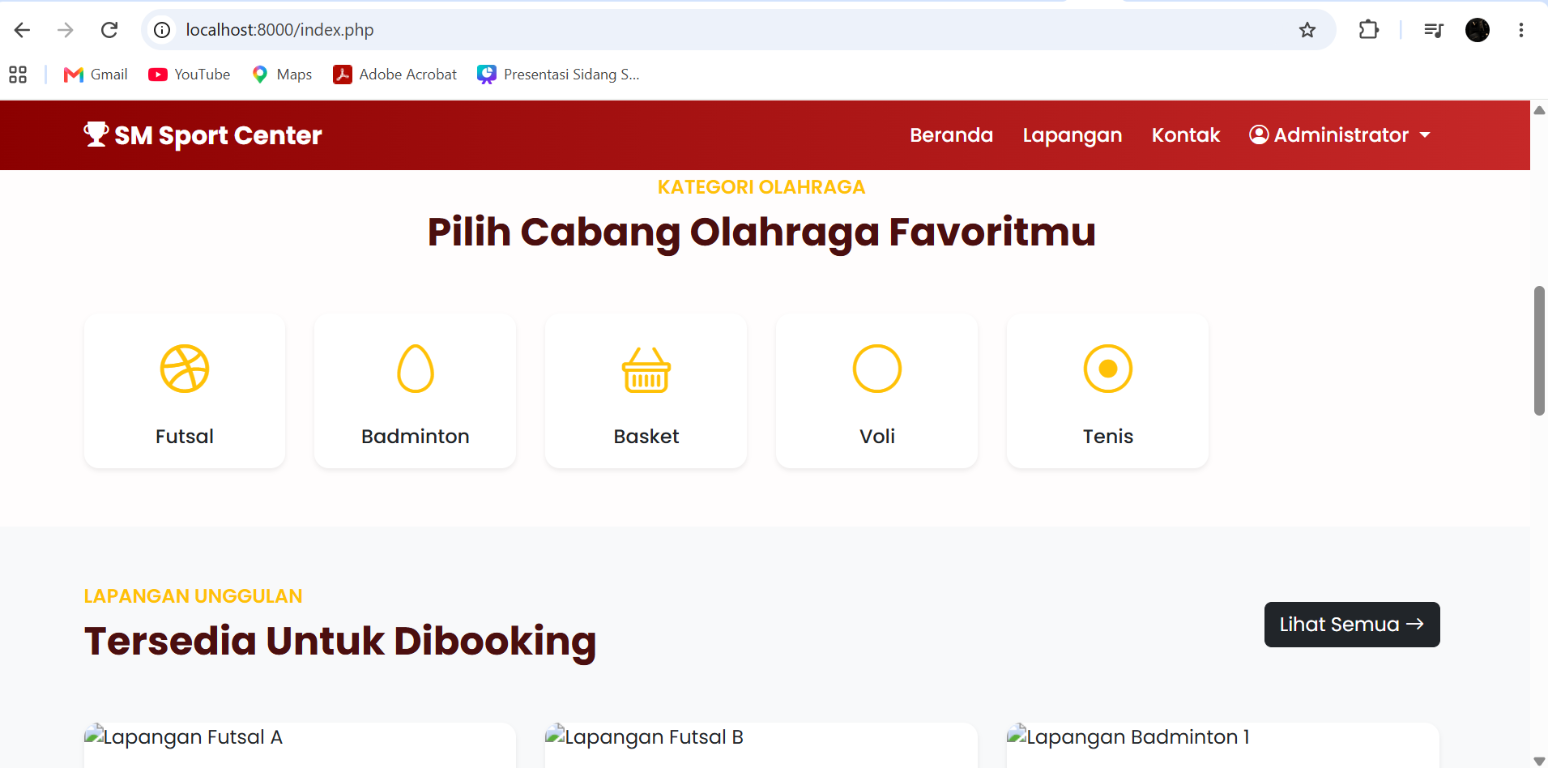 localhost:8000/index.php
Gmail YouTube Maps Adobe Acrobat Presentasi Sidang S...
SM Sport Center Beranda Lapangan Kontak Administrator
KATEGORI OLAHRAGA
Pilih Cabang Olahraga Favoritmu
Futsal Badminton Basket Voli Tenis
LAPANGAN UNGGULAN
Tersedia Untuk Dibooking
Lihat Semua →
Lapangan Futsal A Lapangan Futsal B Lapangan Badminton 1